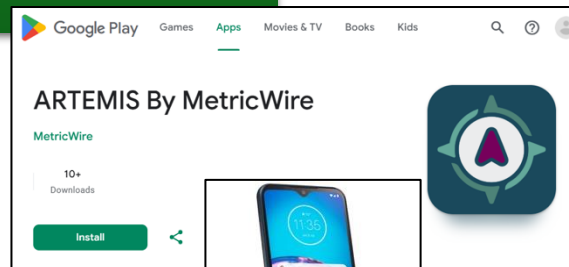 Google Play Games Apps Movies & TV Books Kids
ARTEMIS By MetricWire
MetricWire
10+
Downloads
Install
11:35